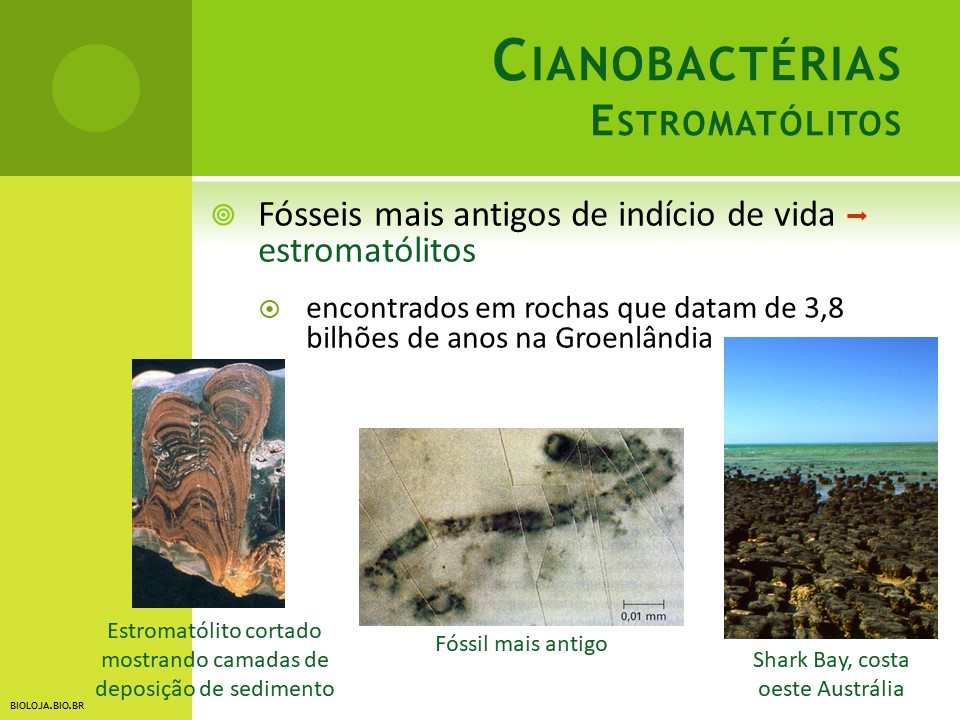 CIANOBACTÉRIAS
ESTROMATÓLITOS
Fósseis mais antigos de indício de vida →
estromatólitos
encontrados em rochas que datam de 3,8
bilhões de anos na Groenlândia
0,01 mm
Estromatólito cortado
mostrando camadas de
deposição de sedimento
Fóssil mais antigo
Shark Bay, costa
oeste Austrália
BIOLOJA.BIO.BR